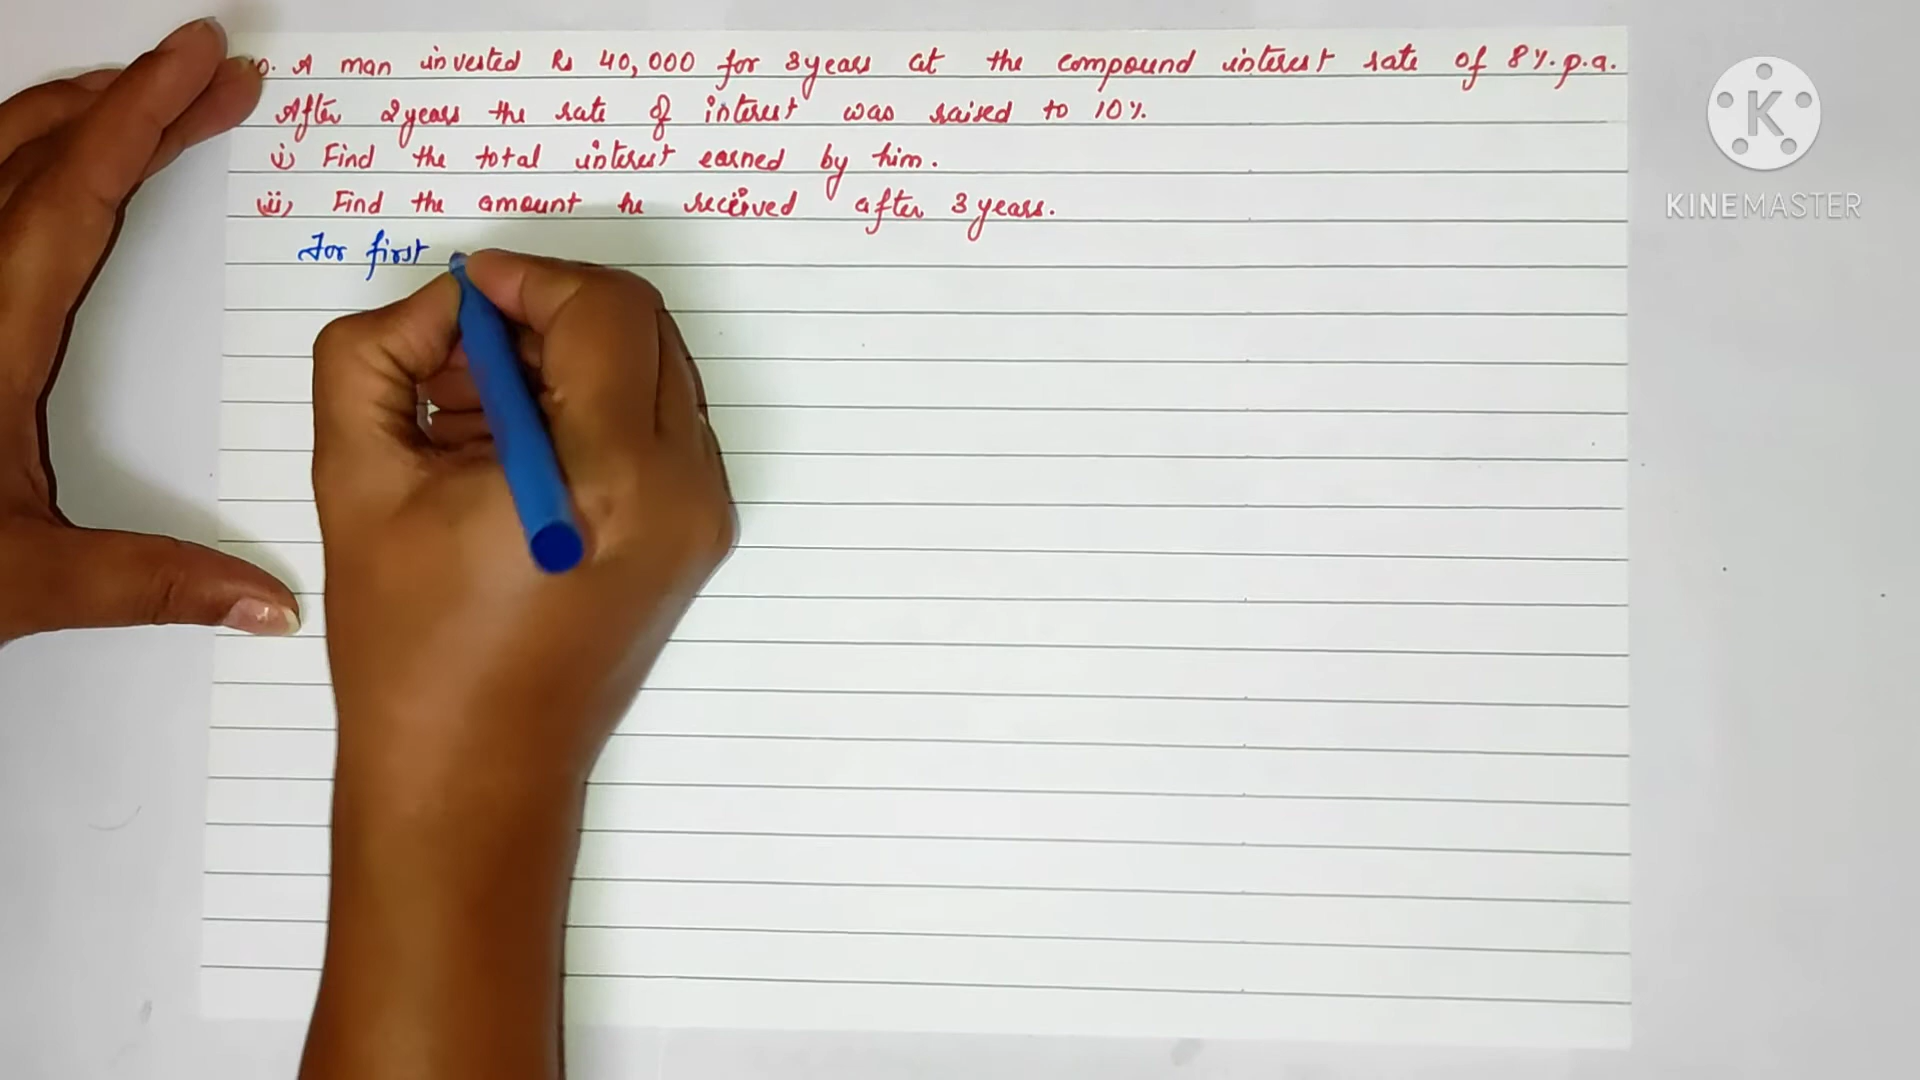 10. A man invested Rs 40,000 for 3 years at the compound interest rate of 8%. p.a.
After 2 years the rate of interest was raised to 10%.
i) Find the total interest earned by him.
ii) Find the amount he received after 3 years.
For first
KINEMASTER